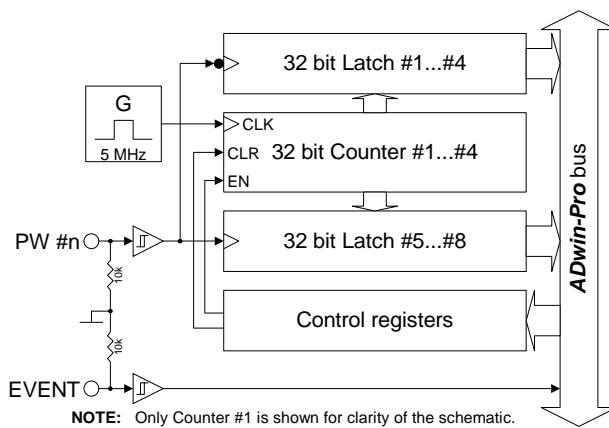 32 bit Latch #1...#4
G
5 MHz
CLK
CLR
EN
32 bit Counter #1...#4
PW #n
32 bit Latch #5...#8
10k
10k
Control registers
EVENT
ADwin-Pro bus
NOTE: Only Counter #1 is shown for clarity of the schematic.